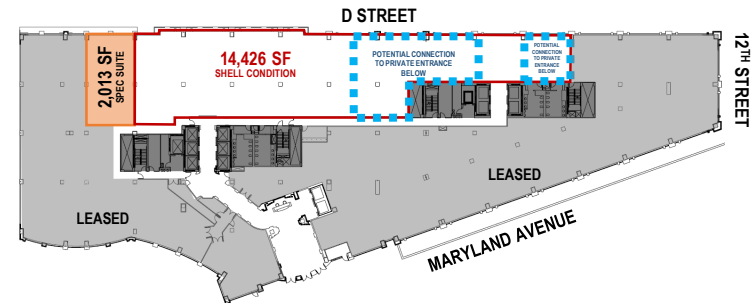 D STREET
12TH STREET
2,013 SF
SPEC SUITE
14,426 SF
SHELL CONDITION
POTENTIAL CONNECTION
TO PRIVATE ENTRANCE
BELOW
POTENTIAL
CONNECTION
TO PRIVATE
ENTRANCE
BELOW
LEASED
LEASED
MARYLAND AVENUE